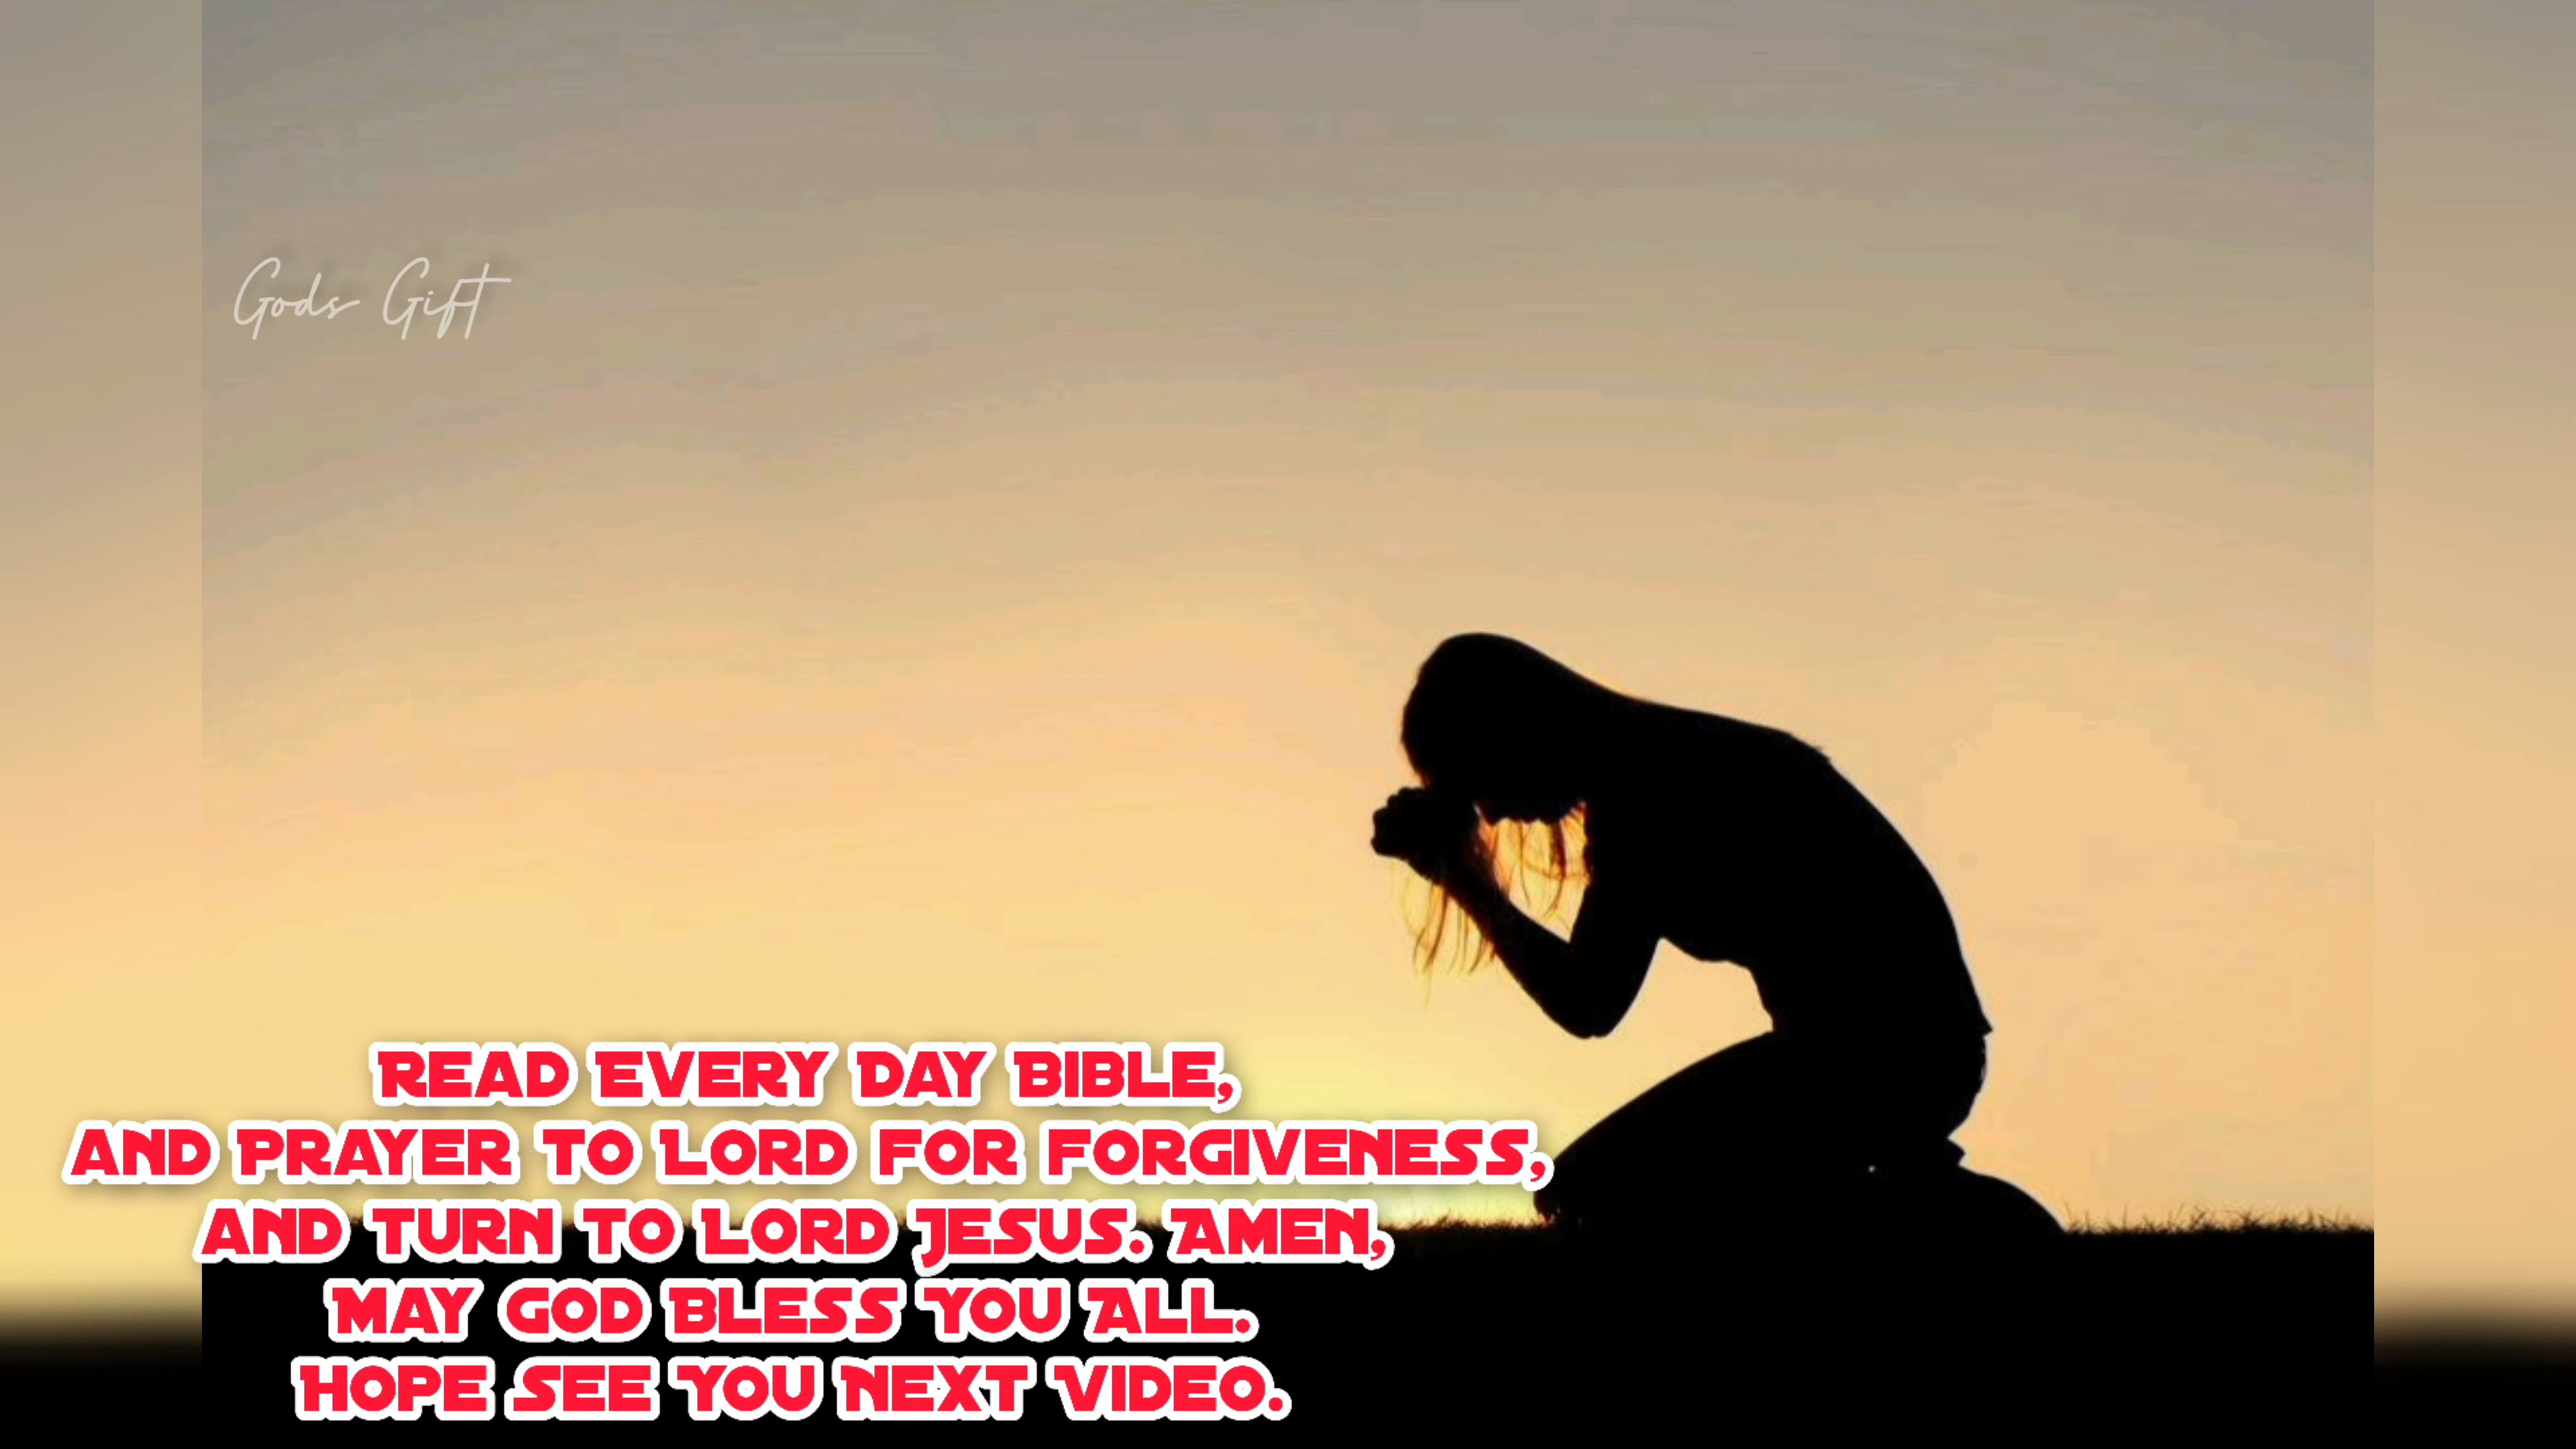 Gods Gift
Read Every Day Bible,
and Prayer to Lord for Forgiveness,
and Turn to Lord Jesus. Amen,
May God Bless You All.
Hope See You Next Video.